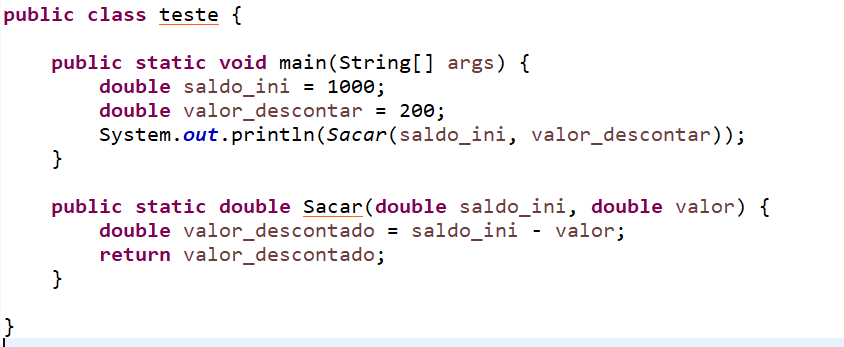 public class teste {
public static void main(String[] args) {
double saldo_ini = 1000;
double valor_descontar = 200;
System.out.println(Sacar(saldo_ini, valor_descontar));
}
public static double Sacar(double saldo_ini, double valor) {
double valor_descontado = saldo_ini - valor;
return valor_descontado;
}
}